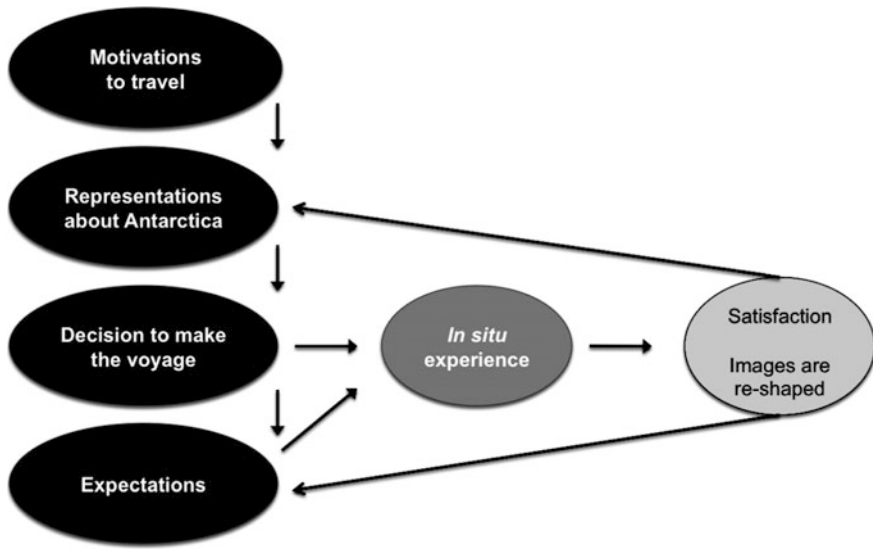 Motivations
to travel
Representations
about Antarctica
Decision to make
the voyage
In situ
experience
Satisfaction
Images are
re-shaped
Expectations